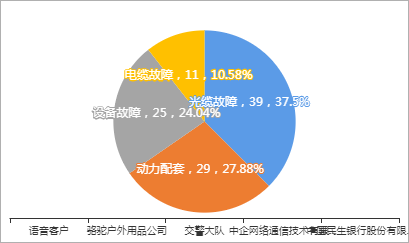 电缆故障，11，10.58%
光缆故障，39，37.5%
设备故障，25，24.04%
动力配套，29，27.88%
语音客户 骆驼户外用品公司 交警大队 中企网络通信技术有限 民生银行股份有限